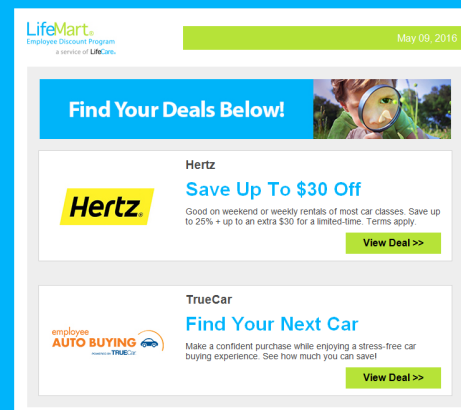 LifeMart®
Employee Discount Program
a service of LifeCare®
May 09, 2016
Find Your Deals Below!
Hertz
Hertz®
Save Up To $30 Off
Good on weekend or weekly rentals of most car classes. Save up
to 25% + up to an extra $30 for a limited-time. Terms apply.
View Deal >>
TrueCar
employee
AUTO BUYING
POWERED BY TRUECar
Find Your Next Car
Make a confident purchase while enjoying a stress-free car
buying experience. See how much you can save!
View Deal >>